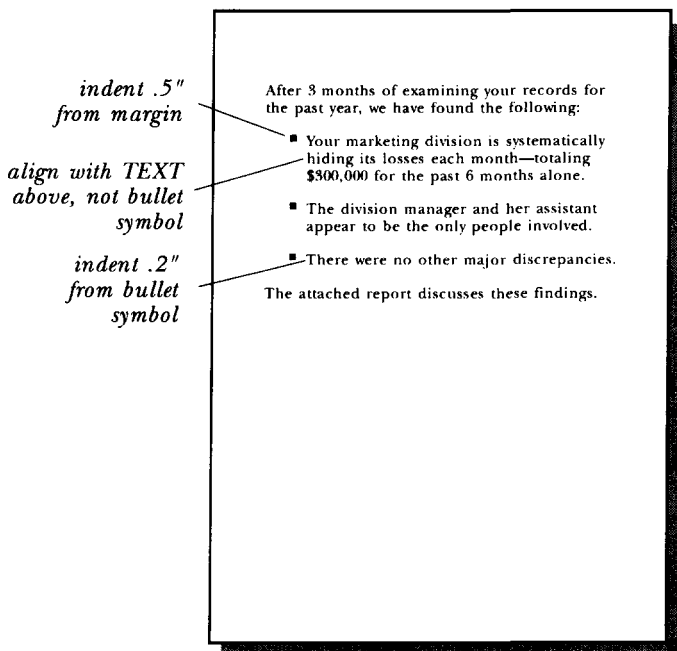 indent .5"
from margin
align with TEXT
above, not bullet
symbol
indent .2"
from bullet
symbol
After 3 months of examining your records for
the past year, we have found the following:
■ Your marketing division is systematically
hiding its losses each month—totaling
$300,000 for the past 6 months alone.
■ The division manager and her assistant
appear to be the only people involved.
■ There were no other major discrepancies.
The attached report discusses these findings.